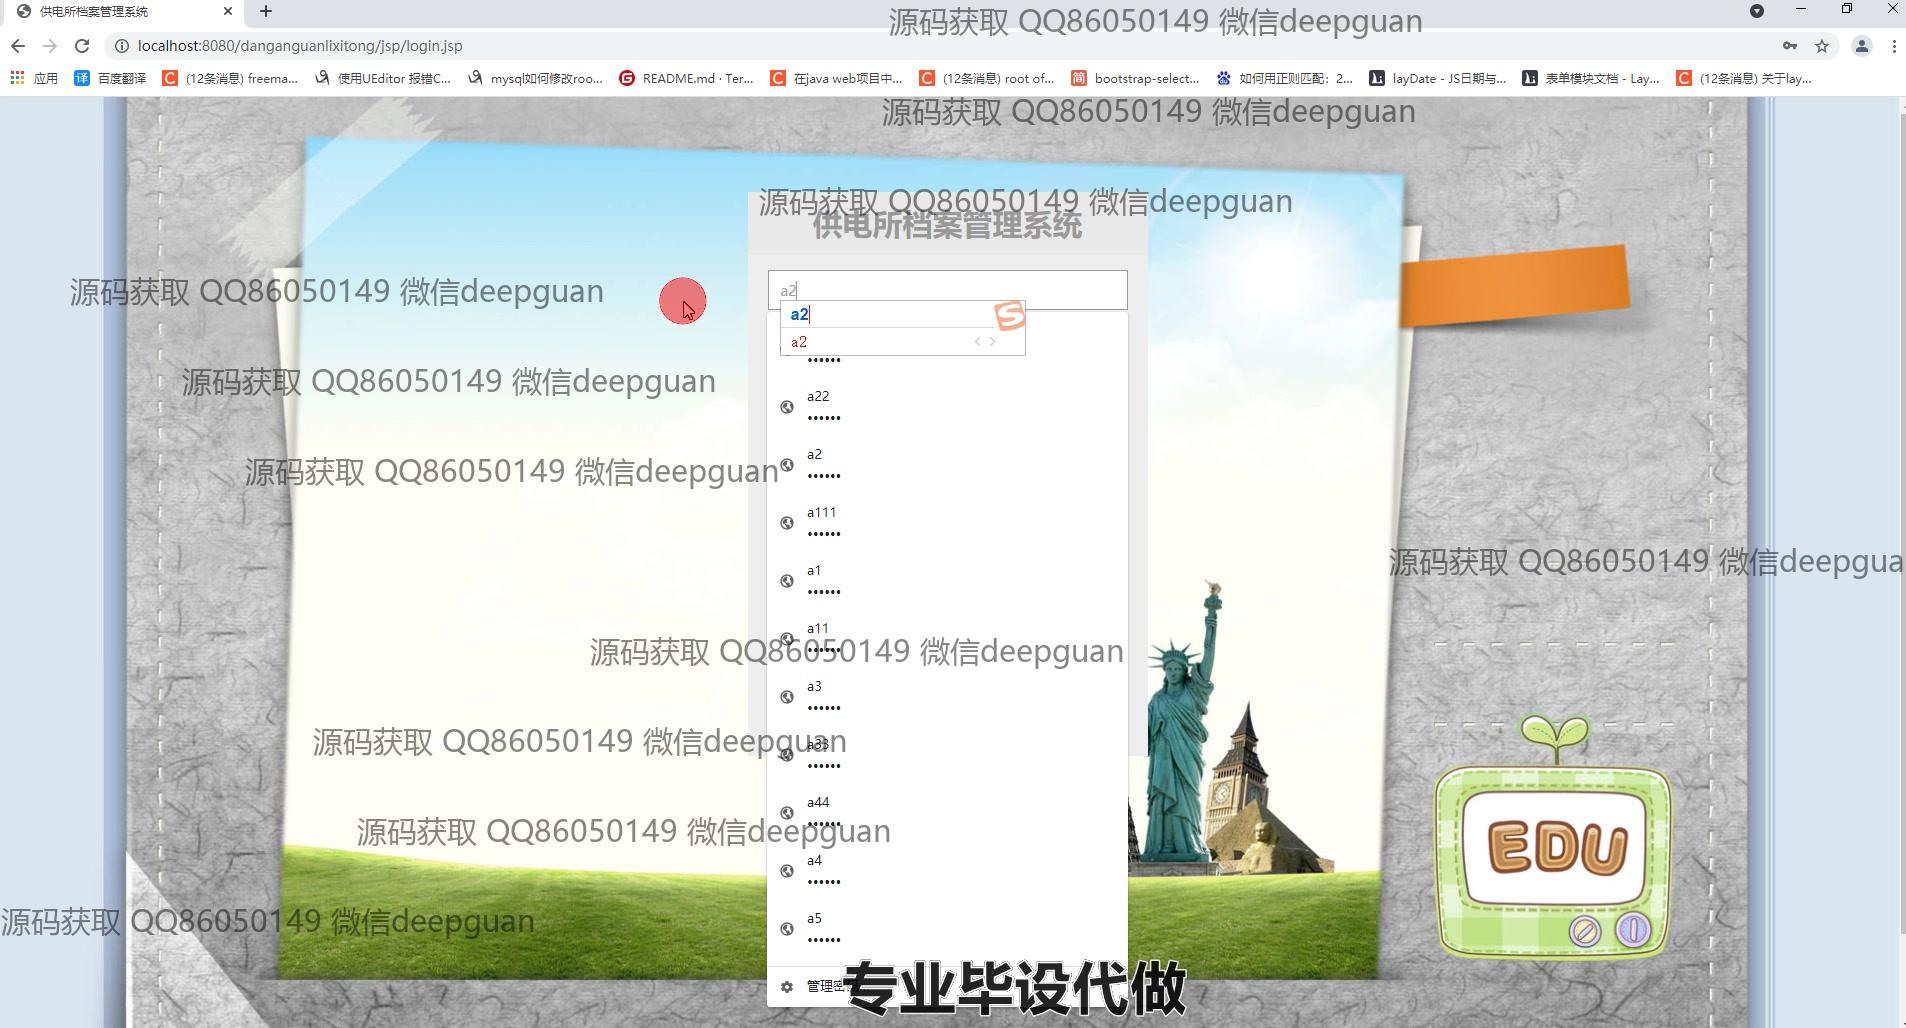 供电所档案管理系统
源码获取 QQ86050149 微信deepguan
localhost:8080/danganguanlixitong/jsp/login.jsp
应用 百度翻译 (12条消息) freema... 使用UEditor 报错C... mysql如何修改roo... README.md · Ter... 在java web项目中... (12条消息) root of... bootstrap-select... 如何用正则匹配：2... layDate - JS日期与... 表单模块文档 - Lay... (12条消息) 关于lay...
源码获取 QQ86050149 微信deepguan
源码获取 QQ86050149 微信deepguan
供电所档案管理系统
源码获取 QQ86050149 微信deepguan
a2
a2
a2
••••••
源码获取 QQ86050149 微信deepguan
a22
••••••
a2
源码获取 QQ86050149 微信deepguan
••••••
a111
••••••
源码获取 QQ86050149 微信deepgua
a1
••••••
a11
源码获取 QQ86050149 微信deepguan
a3
••••••
源码获取 QQ86050149 微信deepguan
a33
••••••
a44
••••••
源码获取 QQ86050149 微信deepguan
EDU
a4
••••••
a5
源码获取 QQ86050149 微信deepguan
••••••
管理密
专业毕设代做